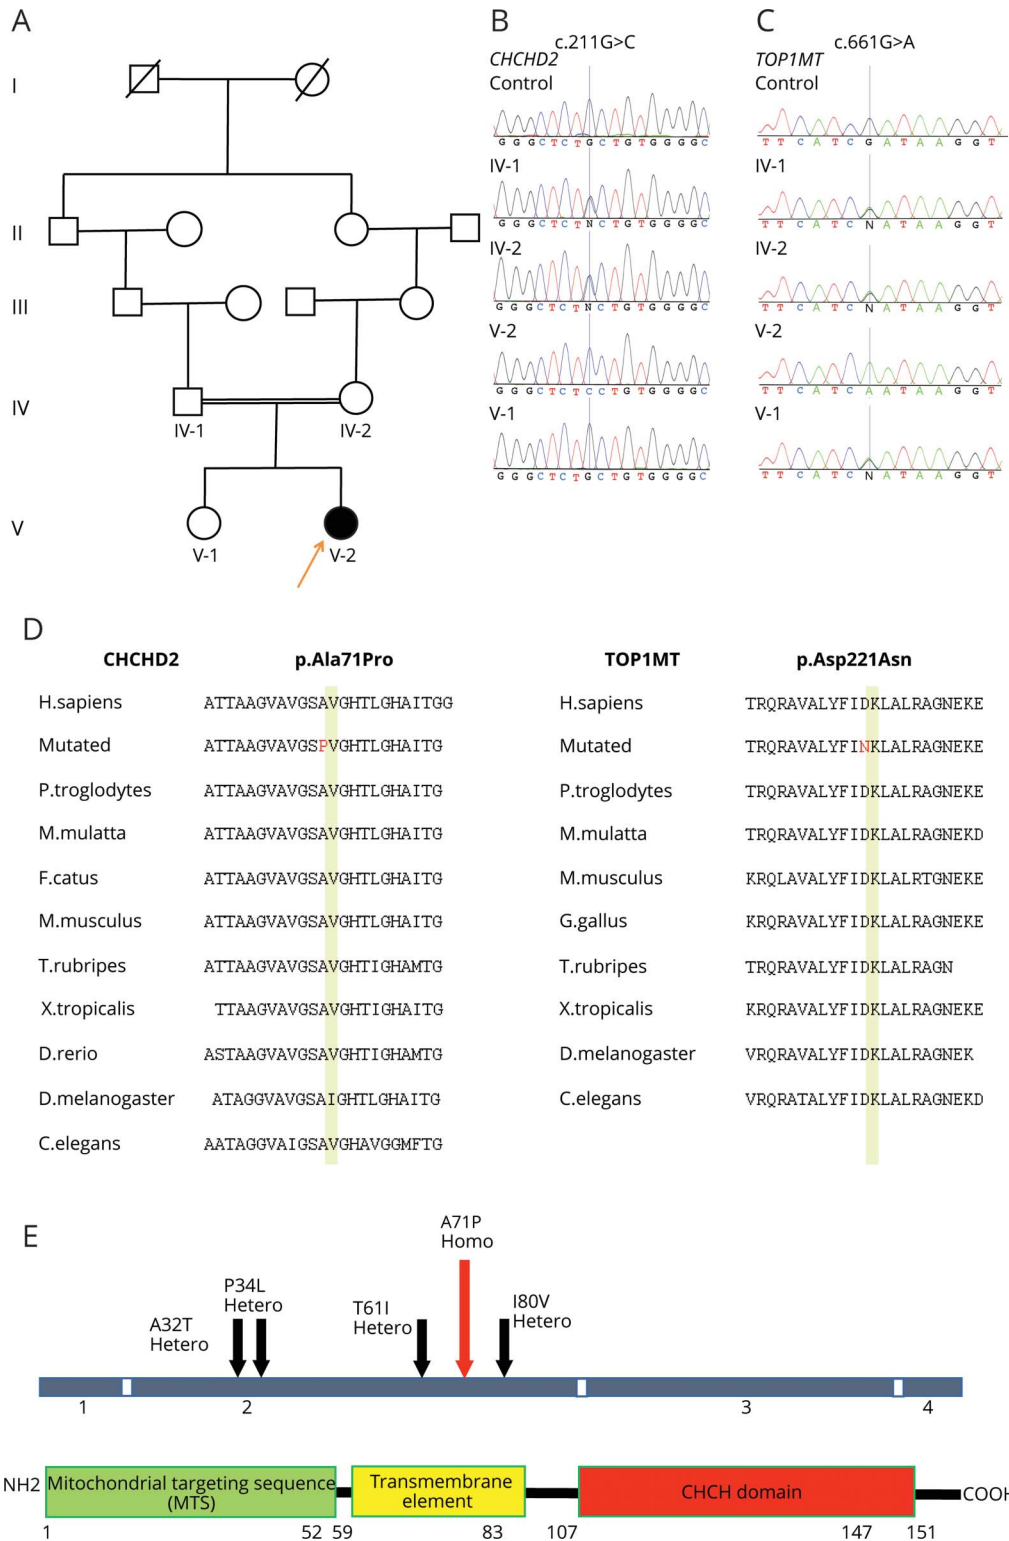 A
I
II
III
IV
IV-1
IV-2
V
V-1
V-2
B
c.211G>C
CHCHD2
Control
G G G C T C T G C T G T G G G G C
IV-1
G G G C T C T N C T G T G G G G C
IV-2
G G G C T C T N C T G T G G G G C
V-2
G G G C T C T C C T G T G G G G C
V-1
G G G C T C T G C T G T G G G G C
C
c.661G>A
TOP1MT
Control
T T C A T C G A T A A G G T
IV-1
T T C A T C N A T A A G G T
IV-2
T T C A T C N A T A A G G T
V-2
T T C A T C A A T A A G G T
V-1
T T C A T C N A T A A G G T
D
CHCHD2 p.Ala71Pro
H.sapiens ATTAAGVAVGSAVGHTLGHAITGG
Mutated ATTAAGVAVGSPVGHTLGHAITG
P.troglodytes ATTAAGVAVGSAVGHTLGHAITG
M.mulatta ATTAAGVAVGSAVGHTLGHAITG
F.catus ATTAAGVAVGSAVGHTLGHAITG
M.musculus ATTAAGVAVGSAVGHTLGHAITG
T.rubripes ATTAAGVAVGSAVGHTIGHAMTG
X.tropicalis TTAAGVAVGSAVGHTIGHAITG
D.rerio ASTAAGVAVGSAVGHTIGHAMTG
D.melanogaster ATAGGVAVGSAIGHTLGHAITG
C.elegans AATAGGVAIGSAVGHAVGGMFTG
TOP1MT p.Asp221Asn
H.sapiens TRQRAVALYFIDKLALRAGNEKE
Mutated TRQRAVALYFINKLALRAGNEKE
P.troglodytes TRQRAVALYFIDKLALRAGNEKE
M.mulatta TRQRAVALYFIDKLALRAGNEKD
M.musculus KRQLAVALYFIDKLALRTGNEKE
G.gallus KRQRAVALYFIDKLALRAGNEKE
T.rubripes TRQRAVALYFIDKLALRAGN
X.tropicalis KRQRAVALYFIDKLALRAGNEKE
D.melanogaster VRQRAVALYFIDKLALRAGNEK
C.elegans VRQRATALYFIDKLALRAGNEKD
E
A71P
Homo
P34L
Hetero
A32T
Hetero
T61I
Hetero
I80V
Hetero
1 2 3 4
NH2 Mitochondrial targeting sequence
(MTS)
Transmembrane
element
CHCH domain
COOH
1 52 59 83 107 147 151